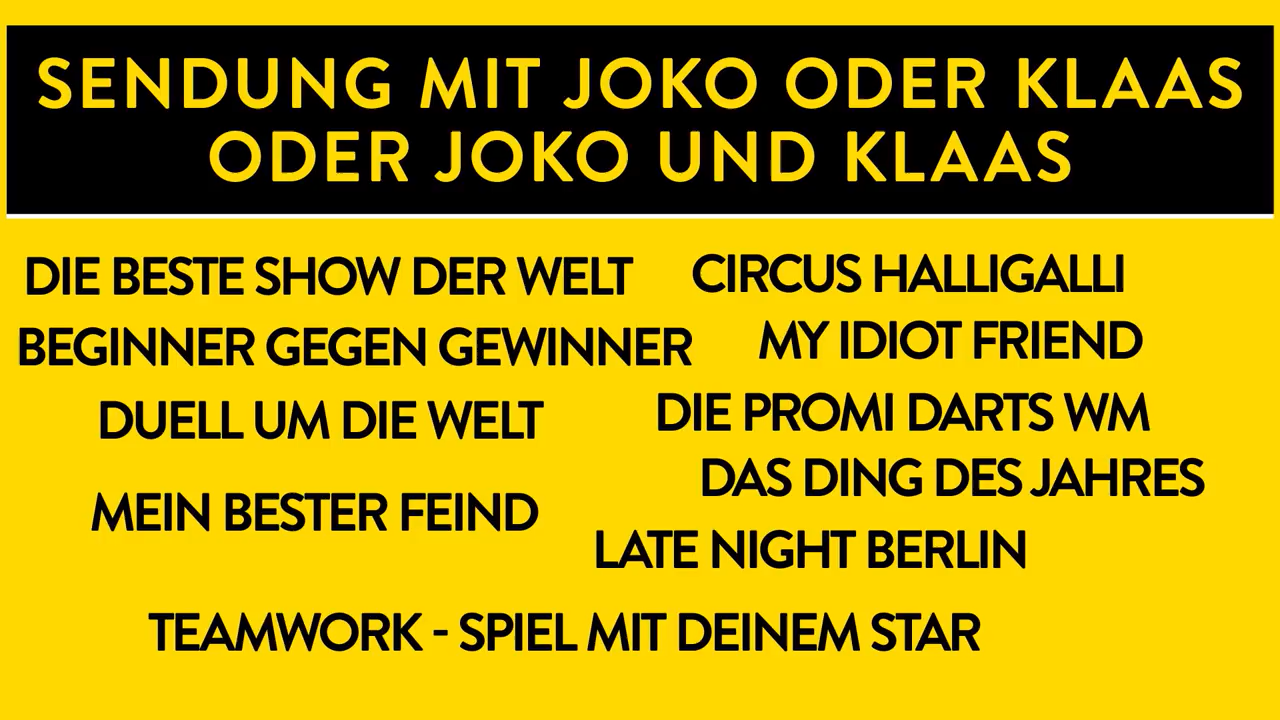 SENDUNG MIT JOKO ODER KLAAS
ODER JOKO UND KLAAS
DIE BESTE SHOW DER WELT
CIRCUS HALLIGALLI
BEGINNER GEGEN GEWINNER
MY IDIOT FRIEND
DUELL UM DIE WELT
DIE PROMI DARTS WM
DAS DING DES JAHRES
MEIN BESTER FEIND
LATE NIGHT BERLIN
TEAMWORK - SPIEL MIT DEINEM STAR